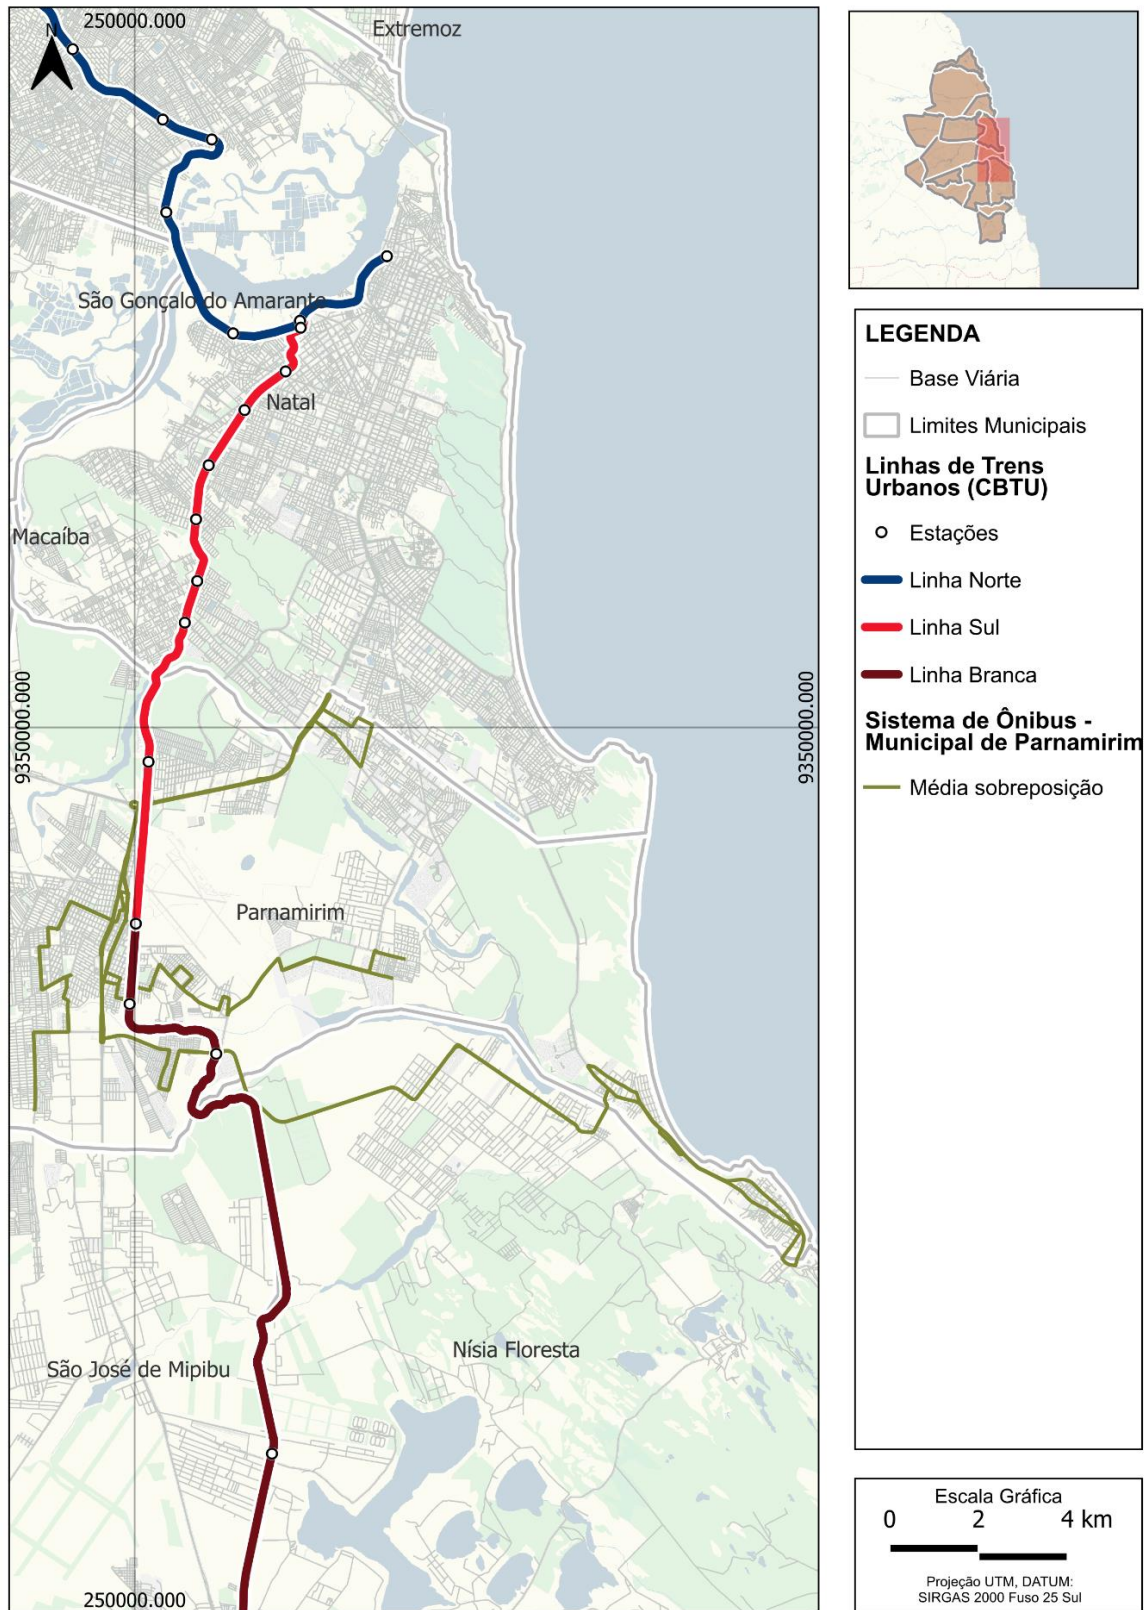 250000.000
N
Extremoz
São Gonçalo do Amarante
Natal
Macaíba
9350000.000
9350000.000
Parnamirim
Nísia Floresta
São José de Mipibu
250000.000
LEGENDA
Base Viária
Limites Municipais
Linhas de Trens
Urbanos (CBTU)
Estações
Linha Norte
Linha Sul
Linha Branca
Sistema de Ônibus -
Municipal de Parnamirim
Média sobreposição
Escala Gráfica
0 2 4 km
Projeção UTM, DATUM:
SIRGAS 2000 Fuso 25 Sul